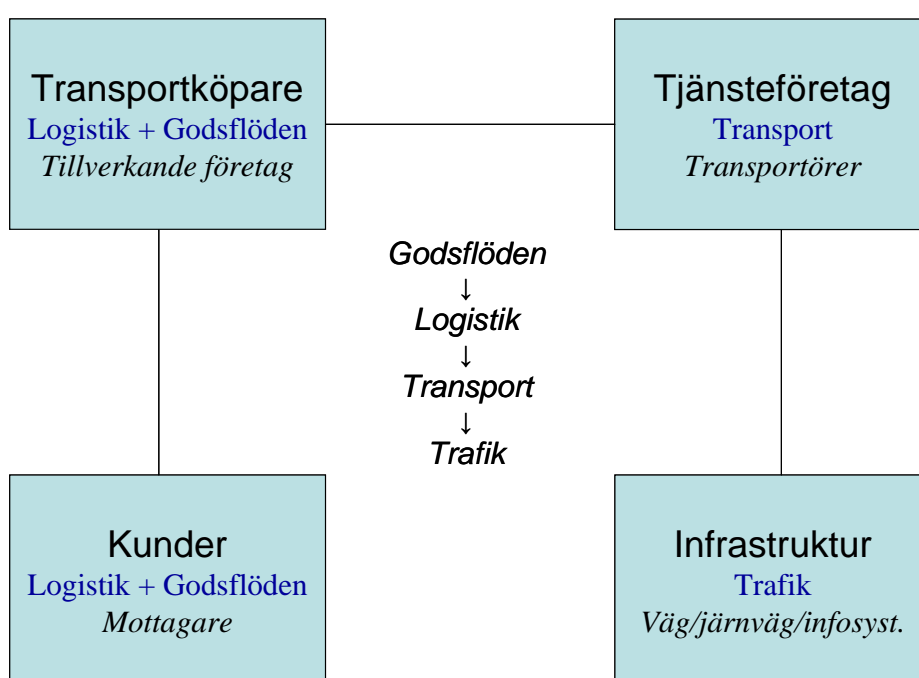 Transportköpare
Logistik + Godsflöden
Tillverkande företag
Tjänsteföretag
Transport
Transportörer
Godsflöden
↓
Logistik
↓
Transport
↓
Trafik
Kunder
Logistik + Godsflöden
Mottagare
Infrastruktur
Trafik
Väg/järnväg/infosyst.